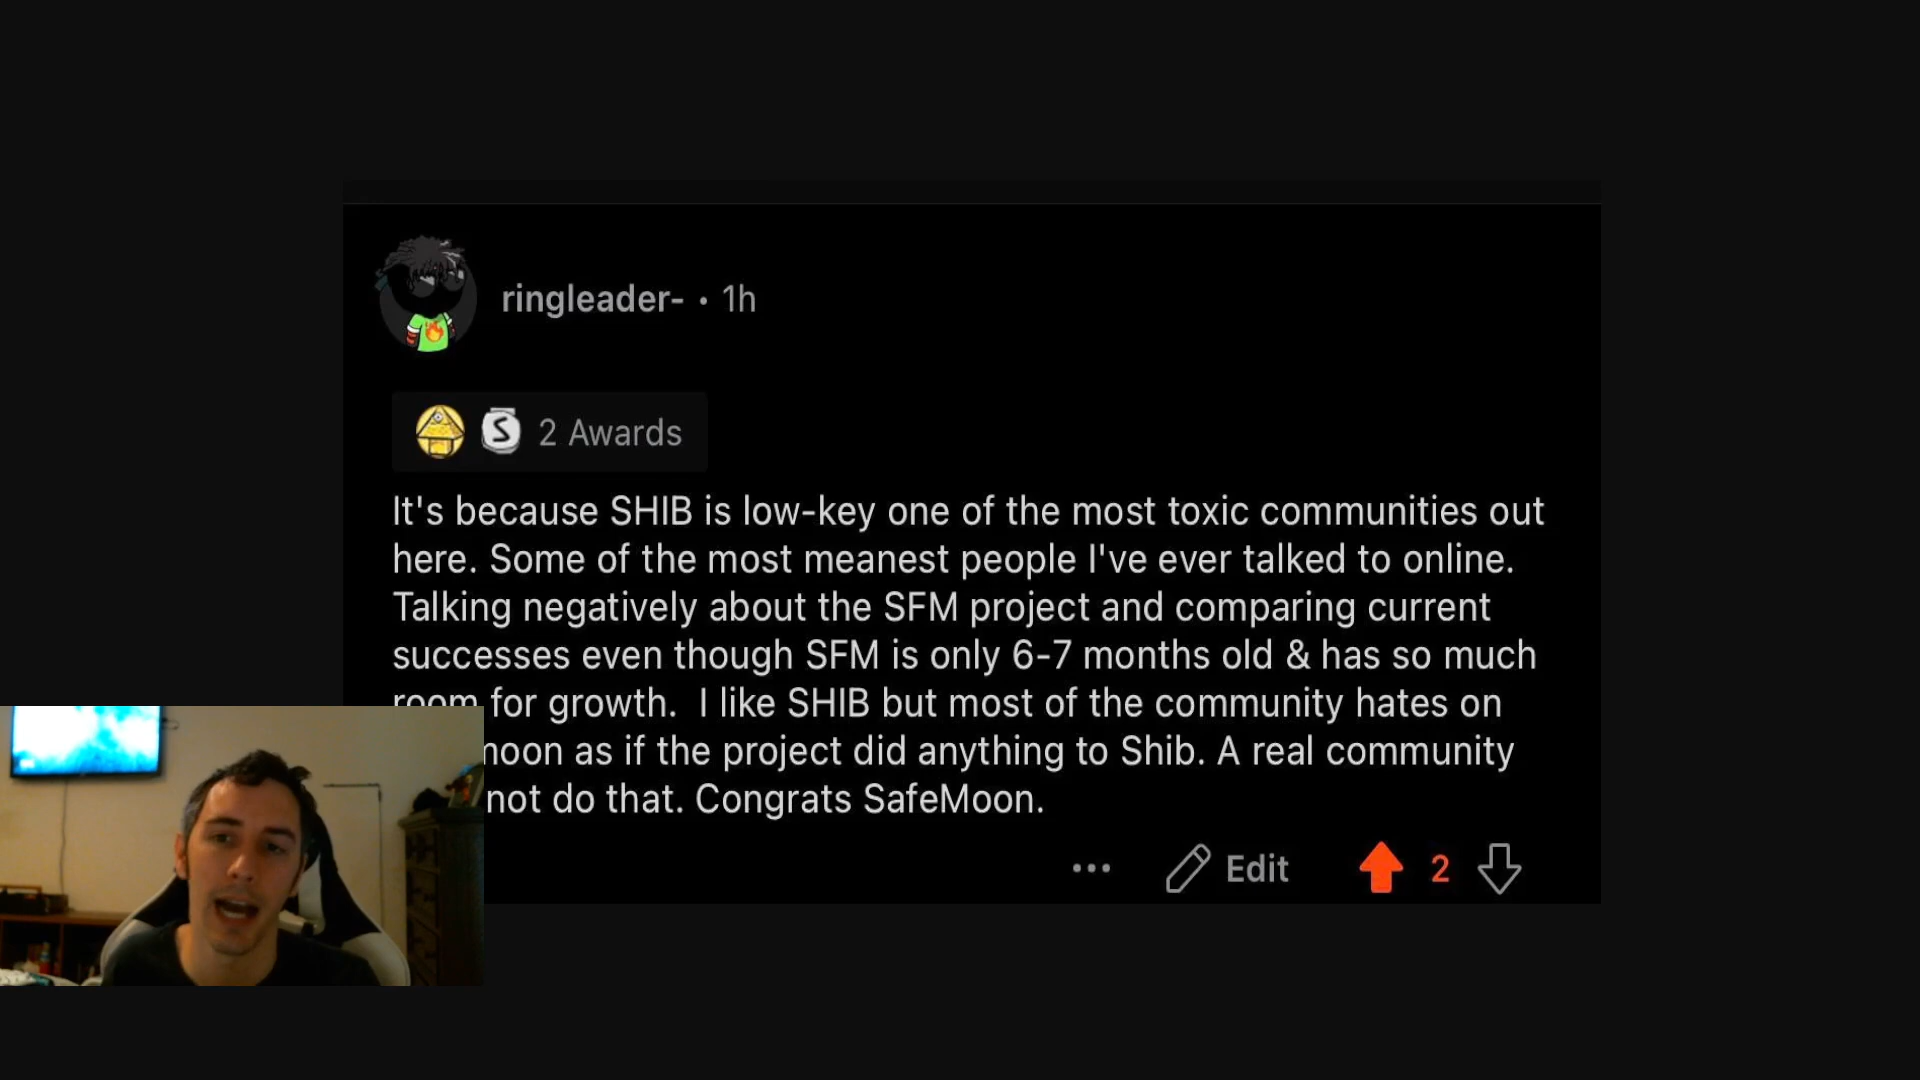 ringleader- • 1h
S 2 Awards
It's because SHIB is low-key one of the most toxic communities out
here. Some of the most meanest people I've ever talked to online.
Talking negatively about the SFM project and comparing current
successes even though SFM is only 6-7 months old & has so much
room for growth. I like SHIB but most of the community hates on
moon as if the project did anything to Shib. A real community
not do that. Congrats SafeMoon.
... Edit 2